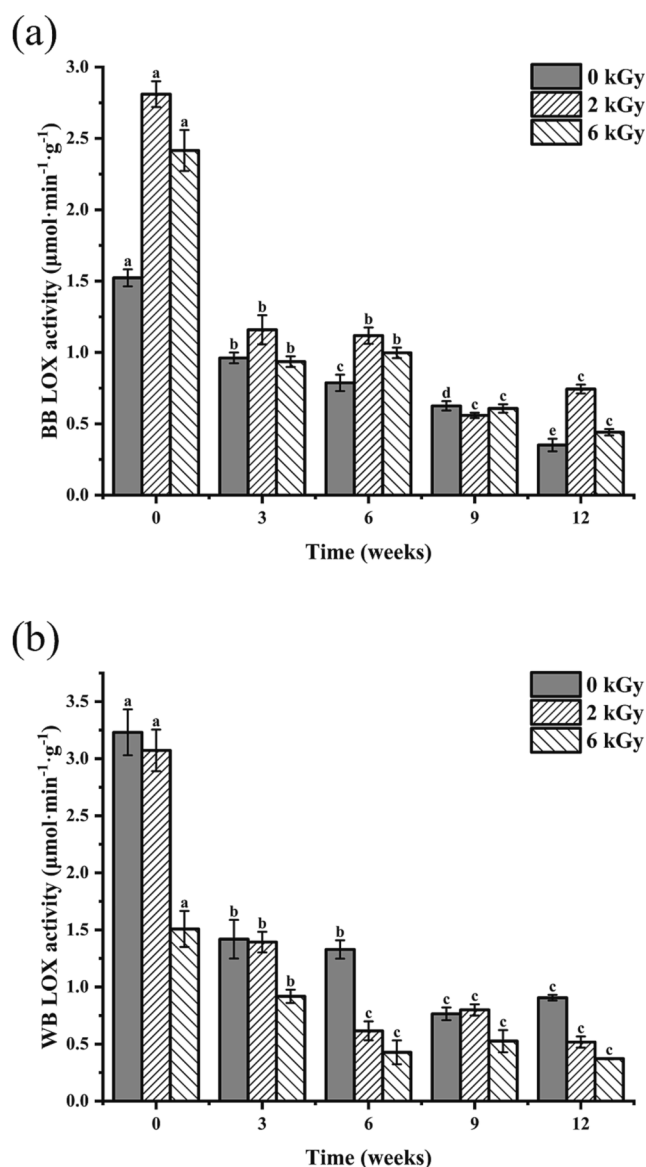 (a)
BB LOX activity (μmol·min⁻¹·g⁻¹)
3.0
2.5
2.0
1.5
1.0
0.5
0.0
0 kGy
2 kGy
6 kGy
a a a
b b b
c b b
d c c
e c c
0 3 6 9 12
Time (weeks)
(b)
WB LOX activity (μmol·min⁻¹·g⁻¹)
3.5
3.0
2.5
2.0
1.5
1.0
0.5
0.0
0 kGy
2 kGy
6 kGy
a a a
b b b
b c c
c c c
c c c
0 3 6 9 12
Time (weeks)